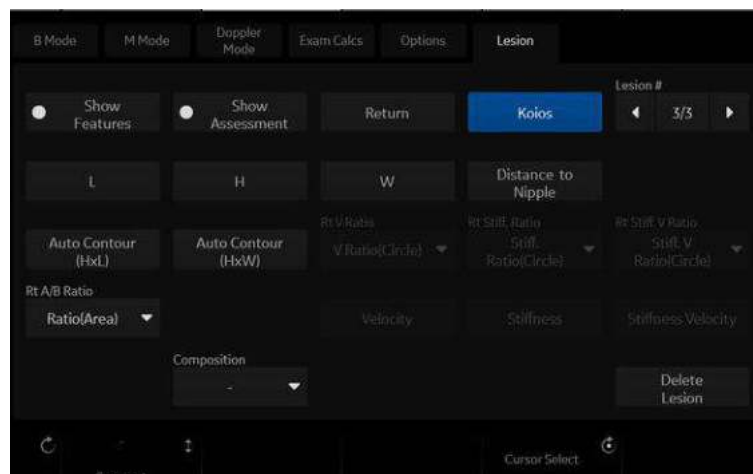 B Mode
M Mode
Doppler
Mode
Exam Calcs
Options
Lesion
Lesion #
Show
Features
Show
Assessment
Return
Koios
3/3
L
H
W
Distance to
Nipple
Auto Contour
(HxL)
Auto Contour
(HxW)
Rt V Ratio
V Ratio(Circle)
Rt Stiff. Ratio
Stiff.
Ratio(Circle)
Rt Stiff. V Ratio
Stiff. V
Ratio(Circle)
Rt A/B Ratio
Ratio(Area)
Velocity
Stiffness
Stiffness Velocity
Composition
-
Delete
Lesion
Cursor Select